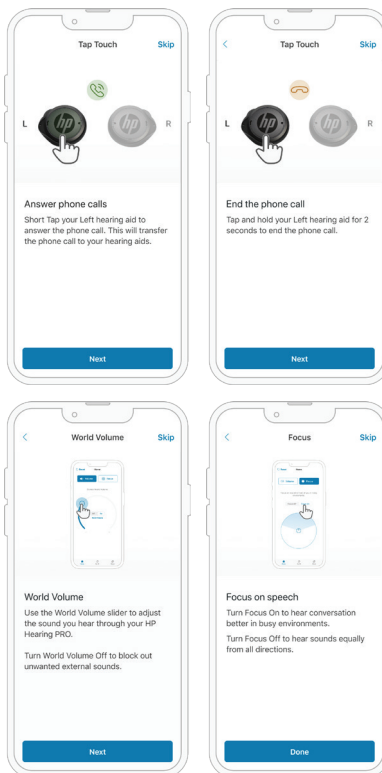 Tap Touch
Skip
L
hp
hp
R
Answer phone calls
Short Tap your Left hearing aid to
answer the phone call. This will transfer
the phone call to your hearing aids.
Next
Tap Touch
Skip
L
hp
hp
R
End the phone call
Tap and hold your Left hearing aid for 2
seconds to end the phone call.
Next
World Volume
Skip
World Volume
Use the World Volume slider to adjust
the sound you hear through your HP
Hearing PRO.
Turn World Volume Off to block out
unwanted external sounds.
Next
Focus
Skip
Focus on speech
Turn Focus On to hear conversation
better in busy environments.
Turn Focus Off to hear sounds equally
from all directions.
Done